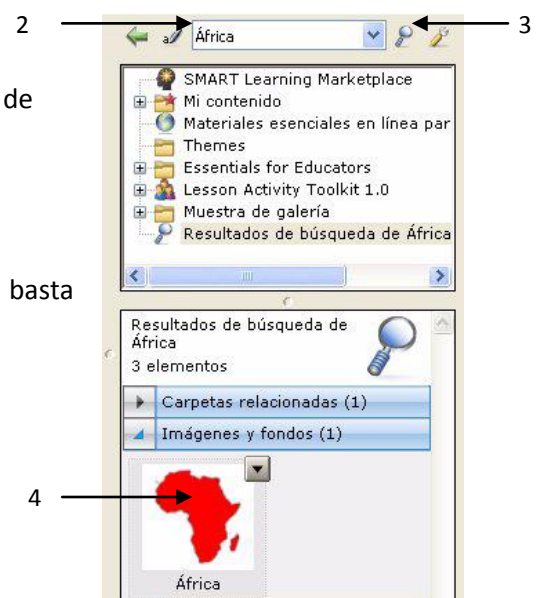 2
África
3
de
SMART Learning Marketplace
Mi contenido
Materiales esenciales en línea par
Themes
Essentials for Educators
Lesson Activity Toolkit 1.0
Muestra de galería
Resultados de búsqueda de África
basta
Resultados de búsqueda de
África
3 elementos
Carpetas relacionadas (1)
Imágenes y fondos (1)
4
África